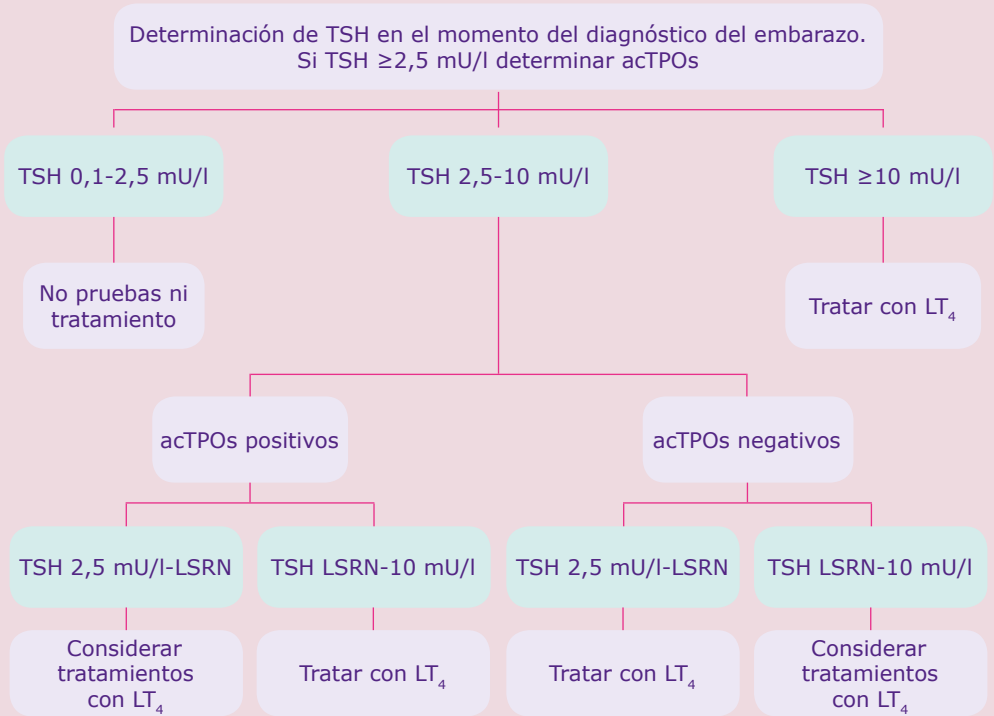 Determinación de TSH en el momento del diagnóstico del embarazo.
Si TSH ≥2,5 mU/l determinar acTPOs
TSH 0,1-2,5 mU/l
TSH 2,5-10 mU/l
TSH ≥10 mU/l
No pruebas ni
tratamiento
Tratar con LT₄
acTPOs positivos
acTPOs negativos
TSH 2,5 mU/l-LSRN
TSH LSRN-10 mU/l
TSH 2,5 mU/l-LSRN
TSH LSRN-10 mU/l
Considerar
tratamientos
con LT₄
Tratar con LT₄
Tratar con LT₄
Considerar
tratamientos
con LT₄